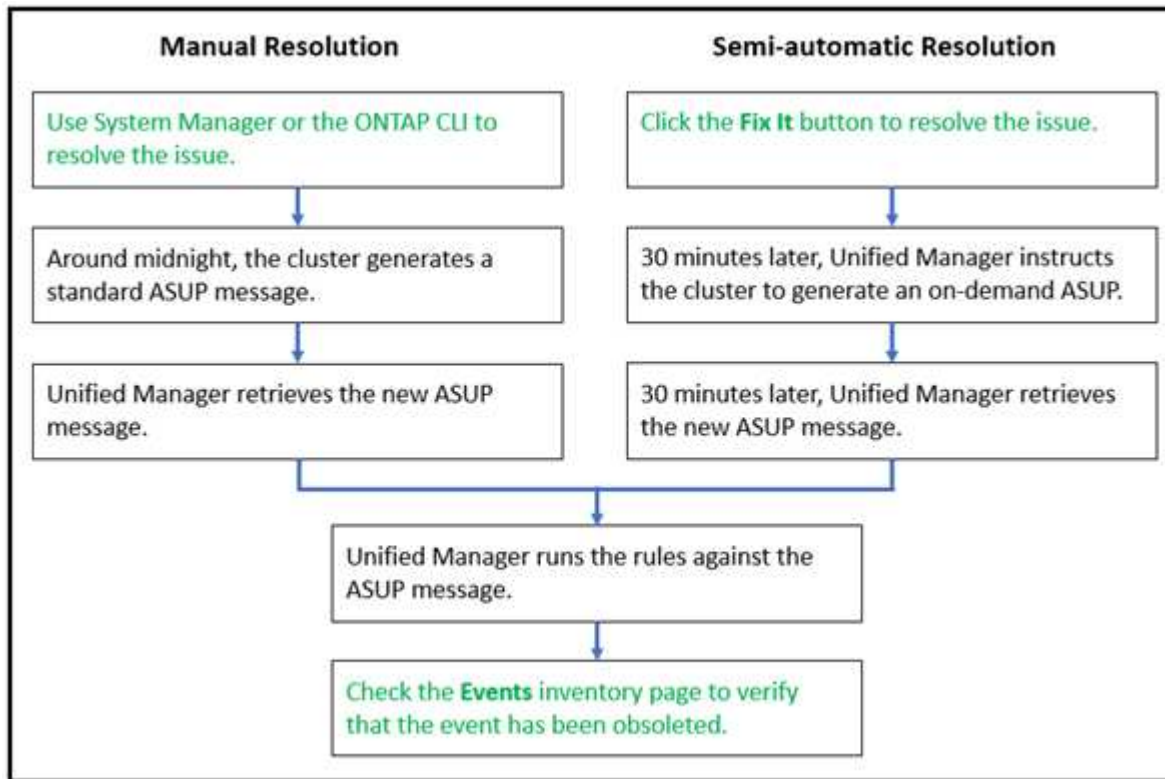 Manual Resolution
Use System Manager or the ONTAP CLI to
resolve the issue.
Around midnight, the cluster generates a
standard ASUP message.
Unified Manager retrieves the new ASUP
message.
Semi-automatic Resolution
Click the Fix It button to resolve the issue.
30 minutes later, Unified Manager instructs
the cluster to generate an on-demand ASUP.
30 minutes later, Unified Manager retrieves
the new ASUP message.
Unified Manager runs the rules against the
ASUP message.
Check the Events inventory page to verify
that the event has been obsoleted.